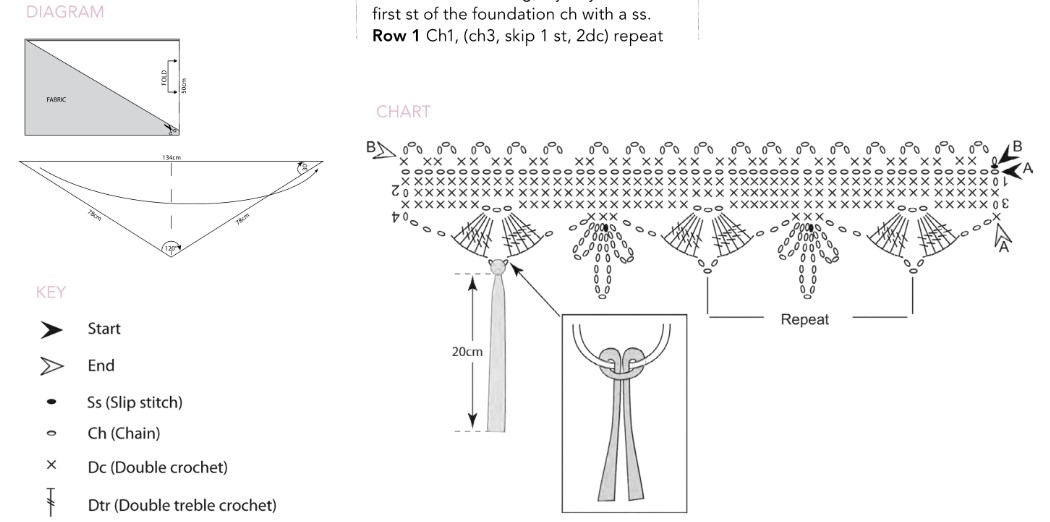 first st of the foundation ch with a ss.
Row 1 Ch1, (ch3, skip 1 st, 2dc) repeat
DIAGRAM
FOLD
50cm
FABRIC
134cm
78cm
78cm
120°
KEY
Start
End
Ss (Slip stitch)
Ch (Chain)
Dc (Double crochet)
Dtr (Double treble crochet)
CHART
B
B
A
1
2
3
4
A
20cm
Repeat